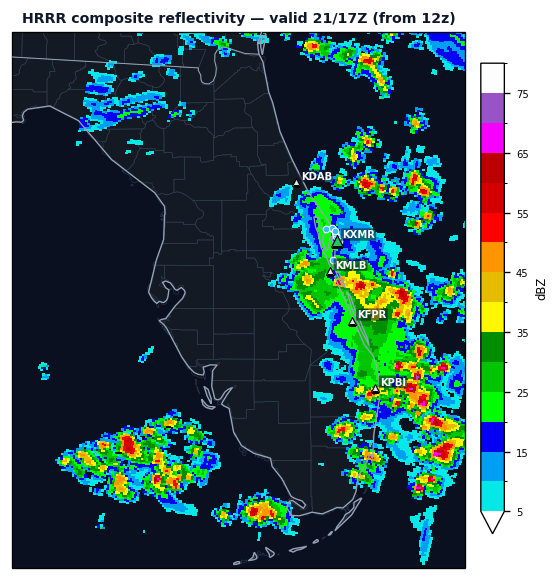 HRRR composite reflectivity — valid 21/17Z (from 12z)
KDAB
KXMR
KMLB
KFPR
KPBI
75
65
55
45
35
25
15
5
dBZ